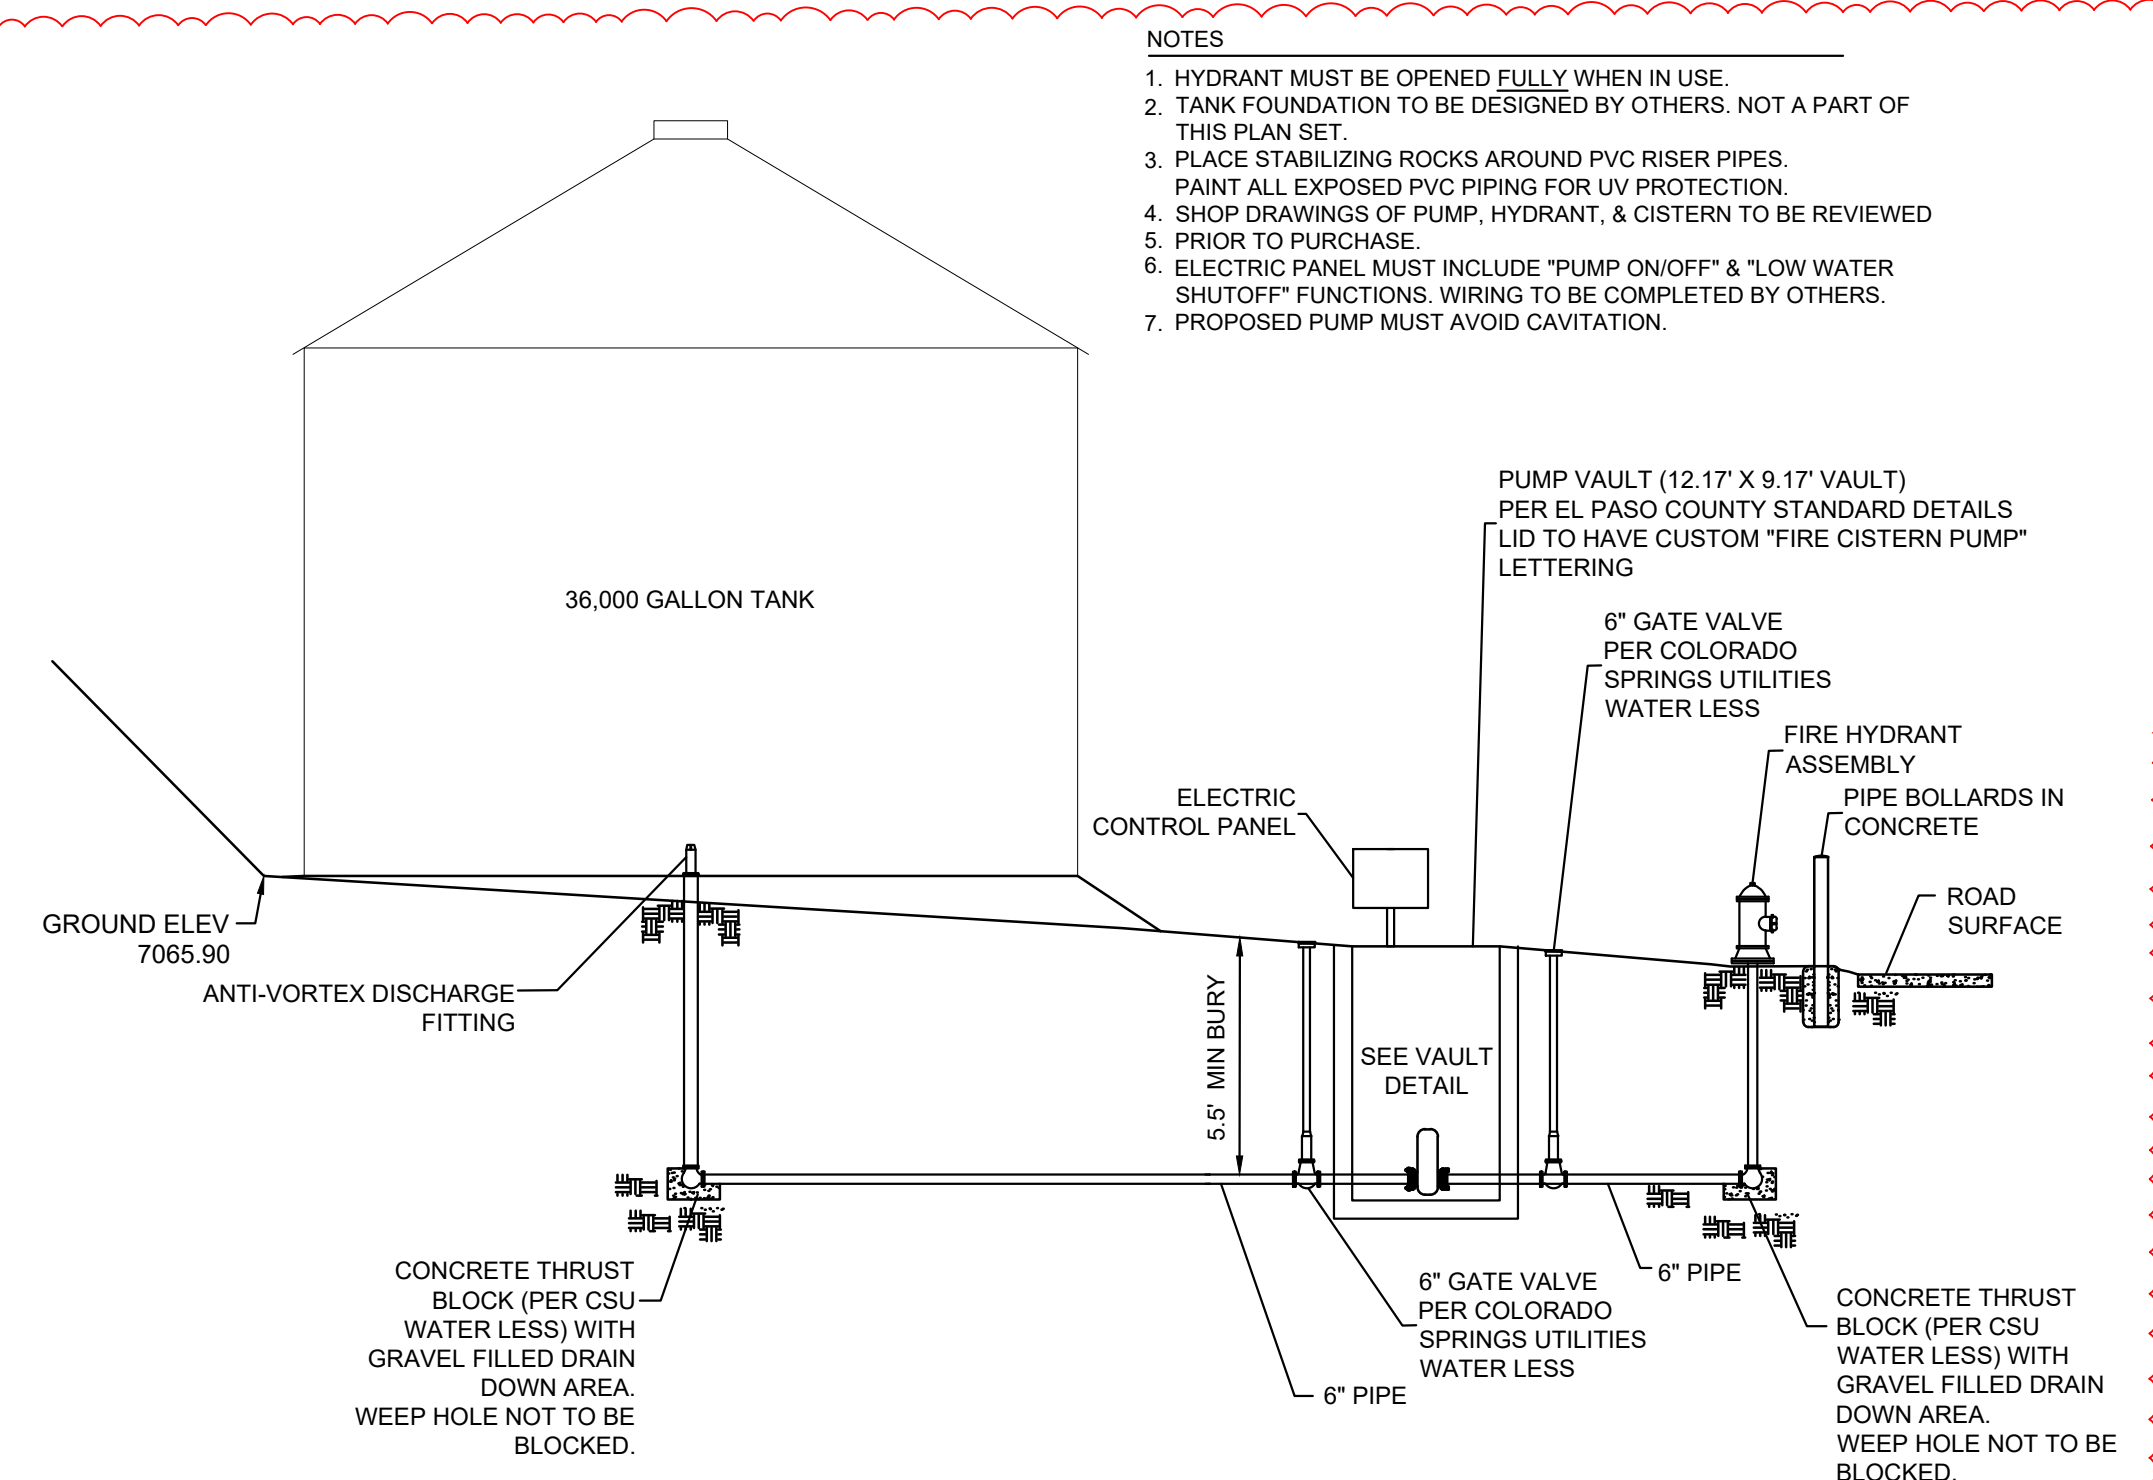 NOTES
1. HYDRANT MUST BE OPENED FULLY WHEN IN USE.
2. TANK FOUNDATION TO BE DESIGNED BY OTHERS. NOT A PART OF
THIS PLAN SET.
3. PLACE STABILIZING ROCKS AROUND PVC RISER PIPES.
PAINT ALL EXPOSED PVC PIPING FOR UV PROTECTION.
4. SHOP DRAWINGS OF PUMP, HYDRANT, & CISTERN TO BE REVIEWED
5. PRIOR TO PURCHASE.
6. ELECTRIC PANEL MUST INCLUDE "PUMP ON/OFF" & "LOW WATER
SHUTOFF" FUNCTIONS. WIRING TO BE COMPLETED BY OTHERS.
7. PROPOSED PUMP MUST AVOID CAVITATION.
PUMP VAULT (12.17' X 9.17' VAULT)
PER EL PASO COUNTY STANDARD DETAILS
LID TO HAVE CUSTOM "FIRE CISTERN PUMP"
LETTERING
36,000 GALLON TANK
6" GATE VALVE
PER COLORADO
SPRINGS UTILITIES
WATER LESS
FIRE HYDRANT
ASSEMBLY
ELECTRIC
CONTROL PANEL
PIPE BOLLARDS IN
CONCRETE
ROAD
SURFACE
GROUND ELEV
7065.90
ANTI-VORTEX DISCHARGE
FITTING
5.5' MIN BURY
SEE VAULT
DETAIL
CONCRETE THRUST
BLOCK (PER CSU
WATER LESS) WITH
GRAVEL FILLED DRAIN
DOWN AREA.
WEEP HOLE NOT TO BE
BLOCKED.
6" PIPE
6" GATE VALVE
PER COLORADO
SPRINGS UTILITIES
WATER LESS
6" PIPE
CONCRETE THRUST
BLOCK (PER CSU
WATER LESS) WITH
GRAVEL FILLED DRAIN
DOWN AREA.
WEEP HOLE NOT TO BE
BLOCKED.